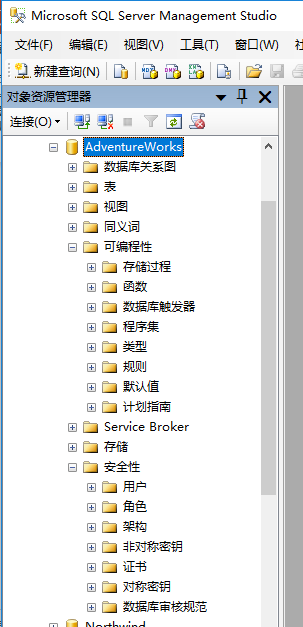 Microsoft SQL Server Management Studio
文件(F) 编辑(E) 视图(V) 工具(T) 窗口(W)
新建查询(N)
对象资源管理器
连接(O)
AdventureWorks
数据库关系图
表
视图
同义词
可编程性
存储过程
函数
数据库触发器
程序集
类型
规则
默认值
计划指南
Service Broker
存储
安全性
用户
角色
架构
非对称密钥
证书
对称密钥
数据库审核规范
Northwind